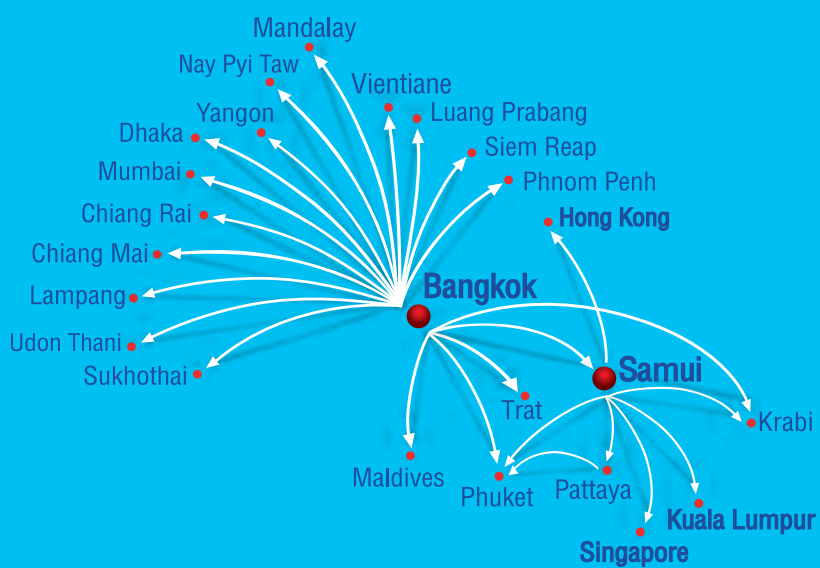 Mandalay
Nay Pyi Taw
Vientiane
Yangon
Luang Prabang
Dhaka
Siem Reap
Mumbai
Phnom Penh
Chiang Rai
Hong Kong
Chiang Mai
Lampang
Bangkok
Udon Thani
Sukhothai
Samui
Trat
Krabi
Maldives
Phuket
Pattaya
Kuala Lumpur
Singapore